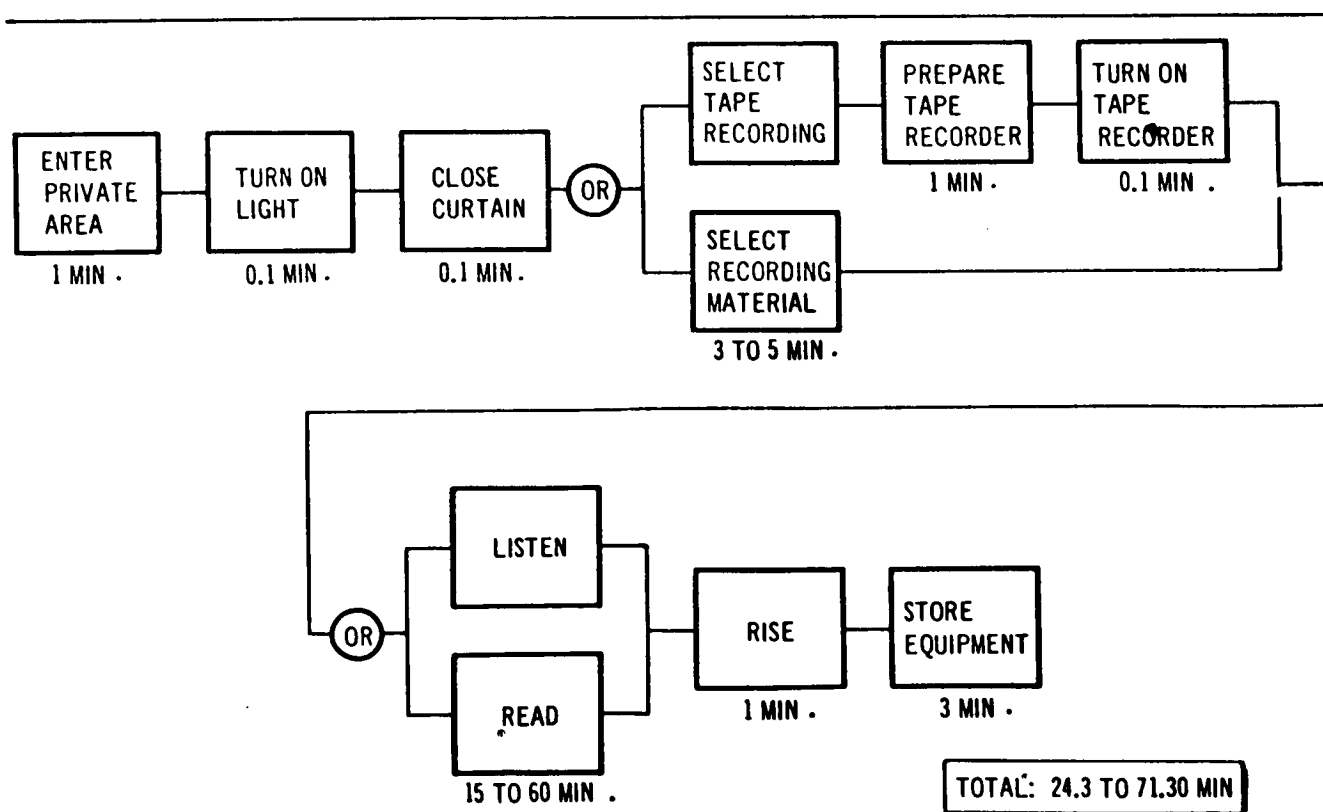 ENTER
PRIVATE
AREA
1 MIN.
TURN ON
LIGHT
0.1 MIN.
CLOSE
CURTAIN
0.1 MIN.
OR
SELECT
TAPE
RECORDING
PREPARE
TAPE
RECORDER
1 MIN.
TURN ON
TAPE
RECORDER
0.1 MIN.
SELECT
RECORDING
MATERIAL
3 TO 5 MIN.
OR
LISTEN
READ
15 TO 60 MIN.
RISE
1 MIN.
STORE
EQUIPMENT
3 MIN.
TOTAL: 24.3 TO 71.30 MIN